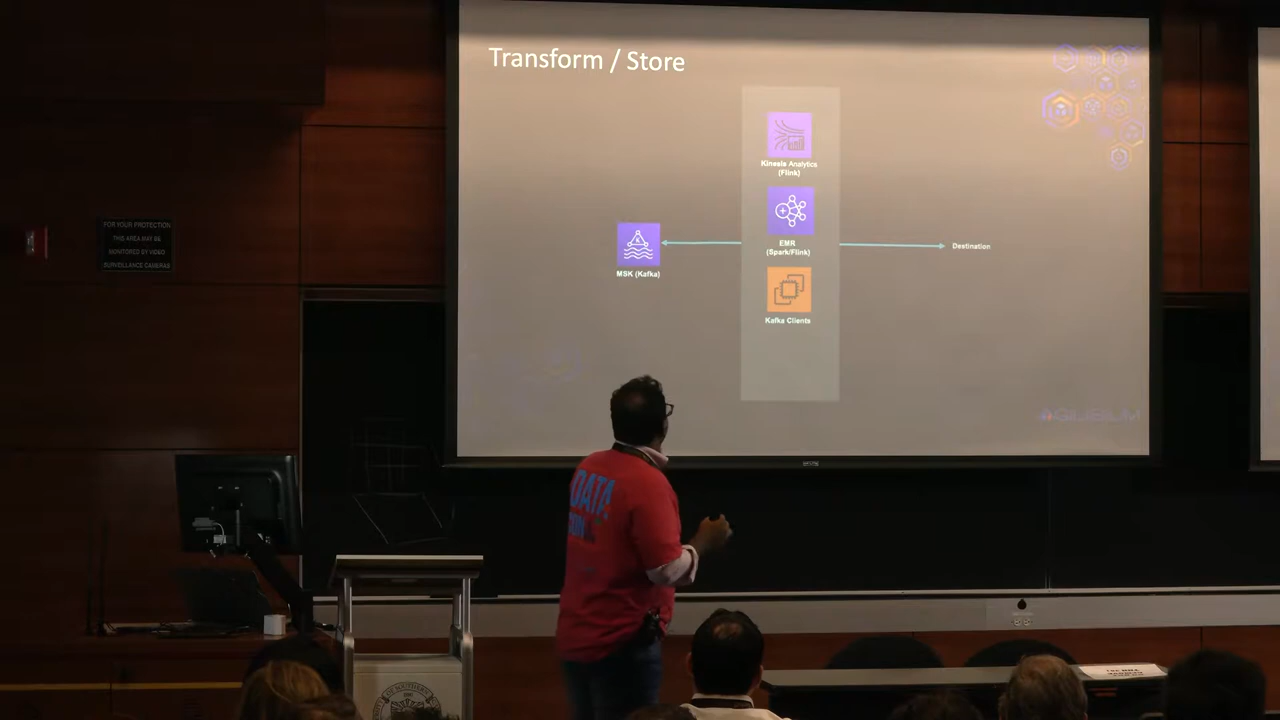 Transform / Store
Kinesis Analytics
(Flink)
EMR
(Spark/Flink)
MSK (Kafka)
Destination
Kafka Clients
AGILISIUM
FOR YOUR PROTECTION
THIS AREA MAY BE
MONITORED BY VIDEO
SURVEILLANCE CAMERAS
DATA